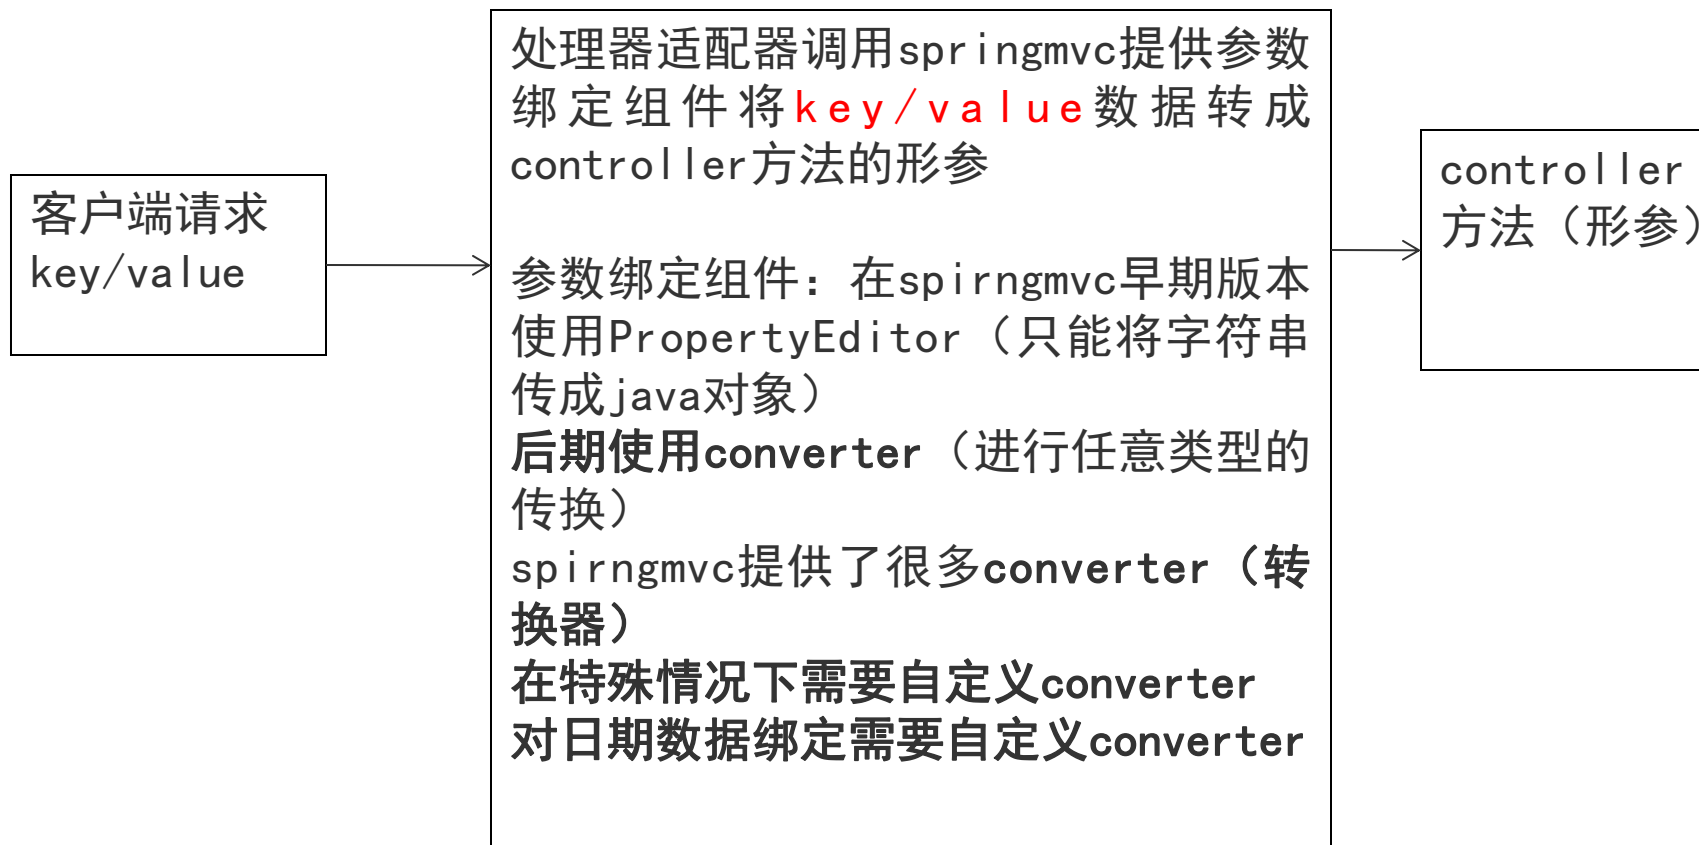 客户端请求
key/value
处理器适配器调用springmvc提供参数
绑定组件将key/value数据转成
controller方法的形参
参数绑定组件：在spirngmvc早期版本
使用PropertyEditor（只能将字符串
传成java对象）
后期使用converter（进行任意类型的
传换）
spirngmvc提供了很多converter（转
换器）
在特殊情况下需要自定义converter
对日期数据绑定需要自定义converter
controller
方法（形参）